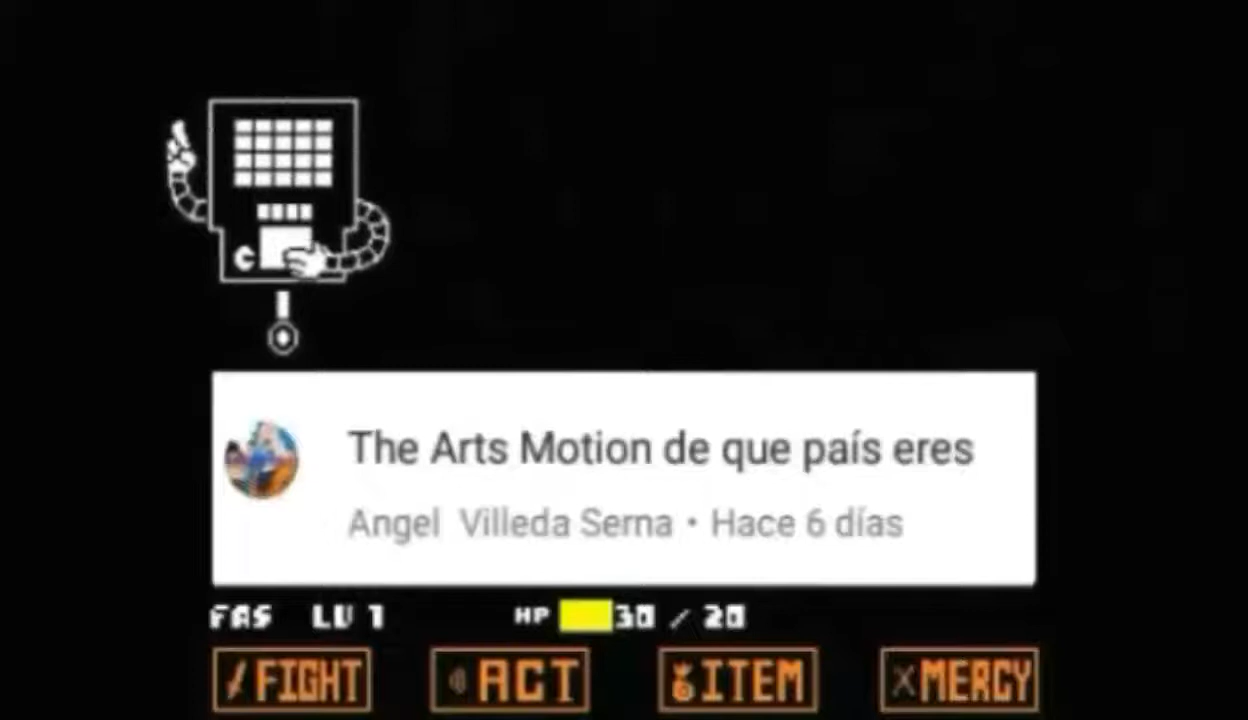 The Arts Motion de que país eres
Angel Villeda Serna • Hace 6 días
FAS LV 1 HP 30 / 20
FIGHT ACT ITEM MERCY